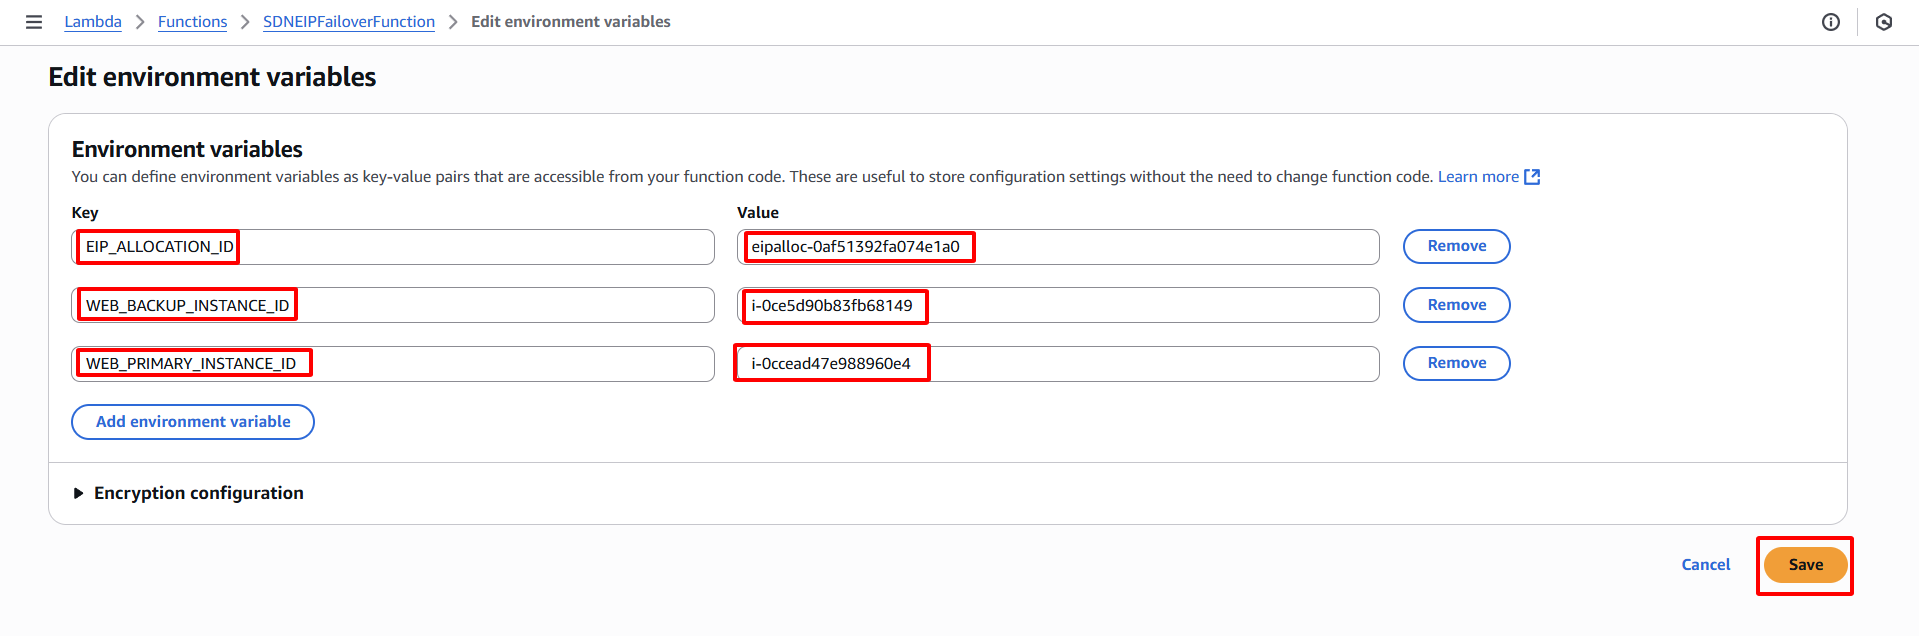 Lambda > Functions > SDNEIPFailoverFunction > Edit environment variables
Edit environment variables
Environment variables
You can define environment variables as key-value pairs that are accessible from your function code. These are useful to store configuration settings without the need to change function code. Learn more
Key Value
EIP_ALLOCATION_ID eipalloc-0af51392fa074e1a0 Remove
WEB_BACKUP_INSTANCE_ID i-0ce5d90b83fb68149 Remove
WEB_PRIMARY_INSTANCE_ID i-0ccead47e988960e4 Remove
Add environment variable
Encryption configuration
Cancel Save